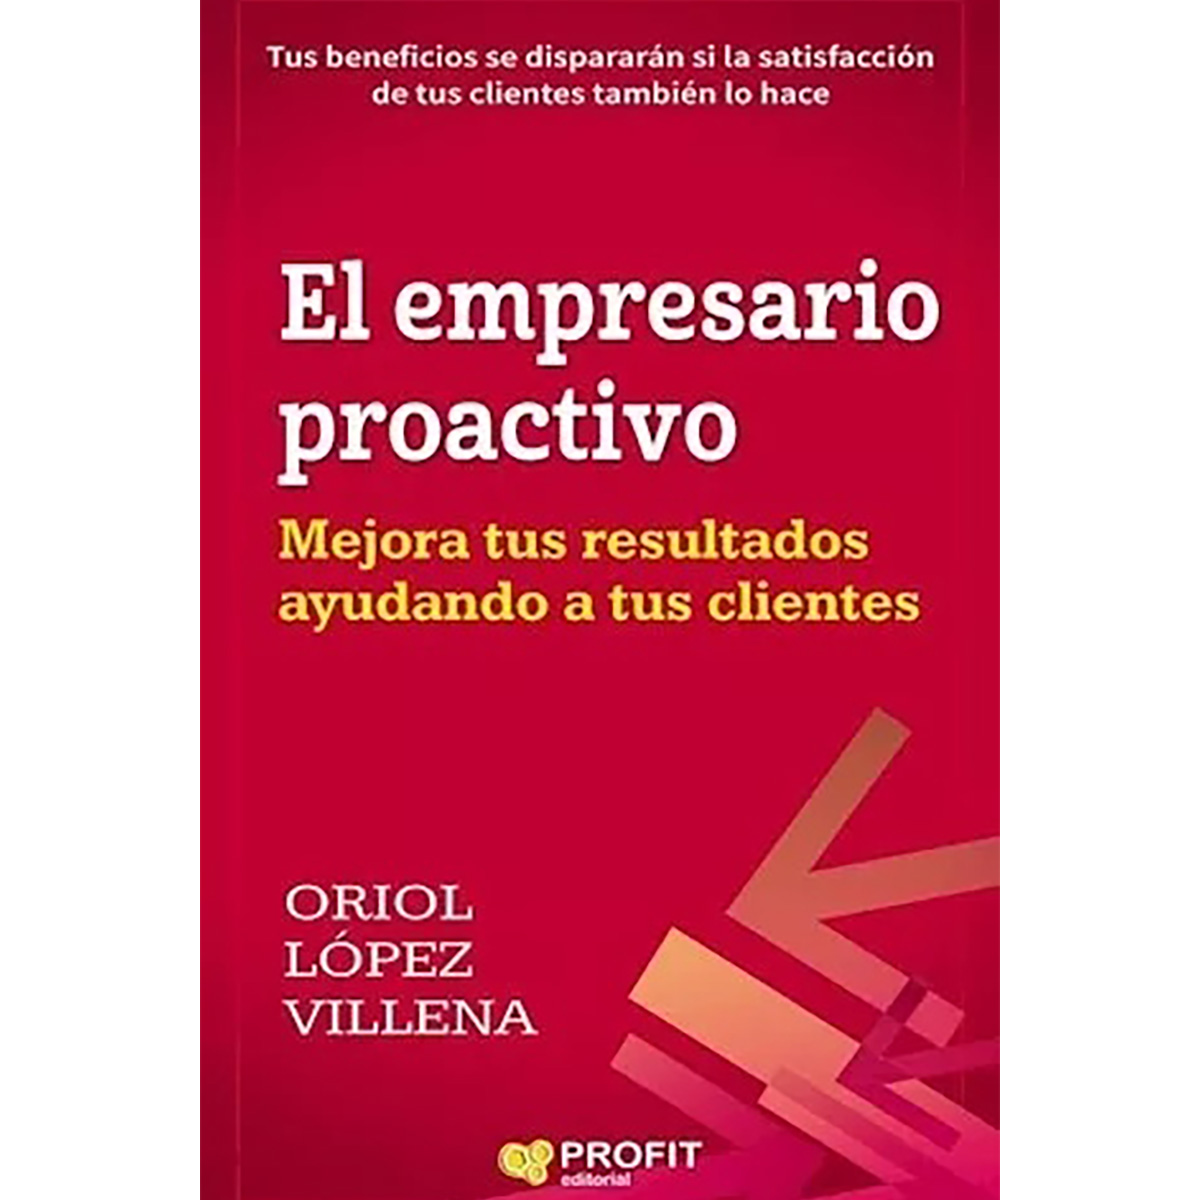 Tus beneficios se dispararán si la satisfacción
de tus clientes también lo hace
El empresario
proactivo
Mejora tus resultados
ayudando a tus clientes
ORIOL
LÓPEZ
VILLENA
PROFIT
editorial